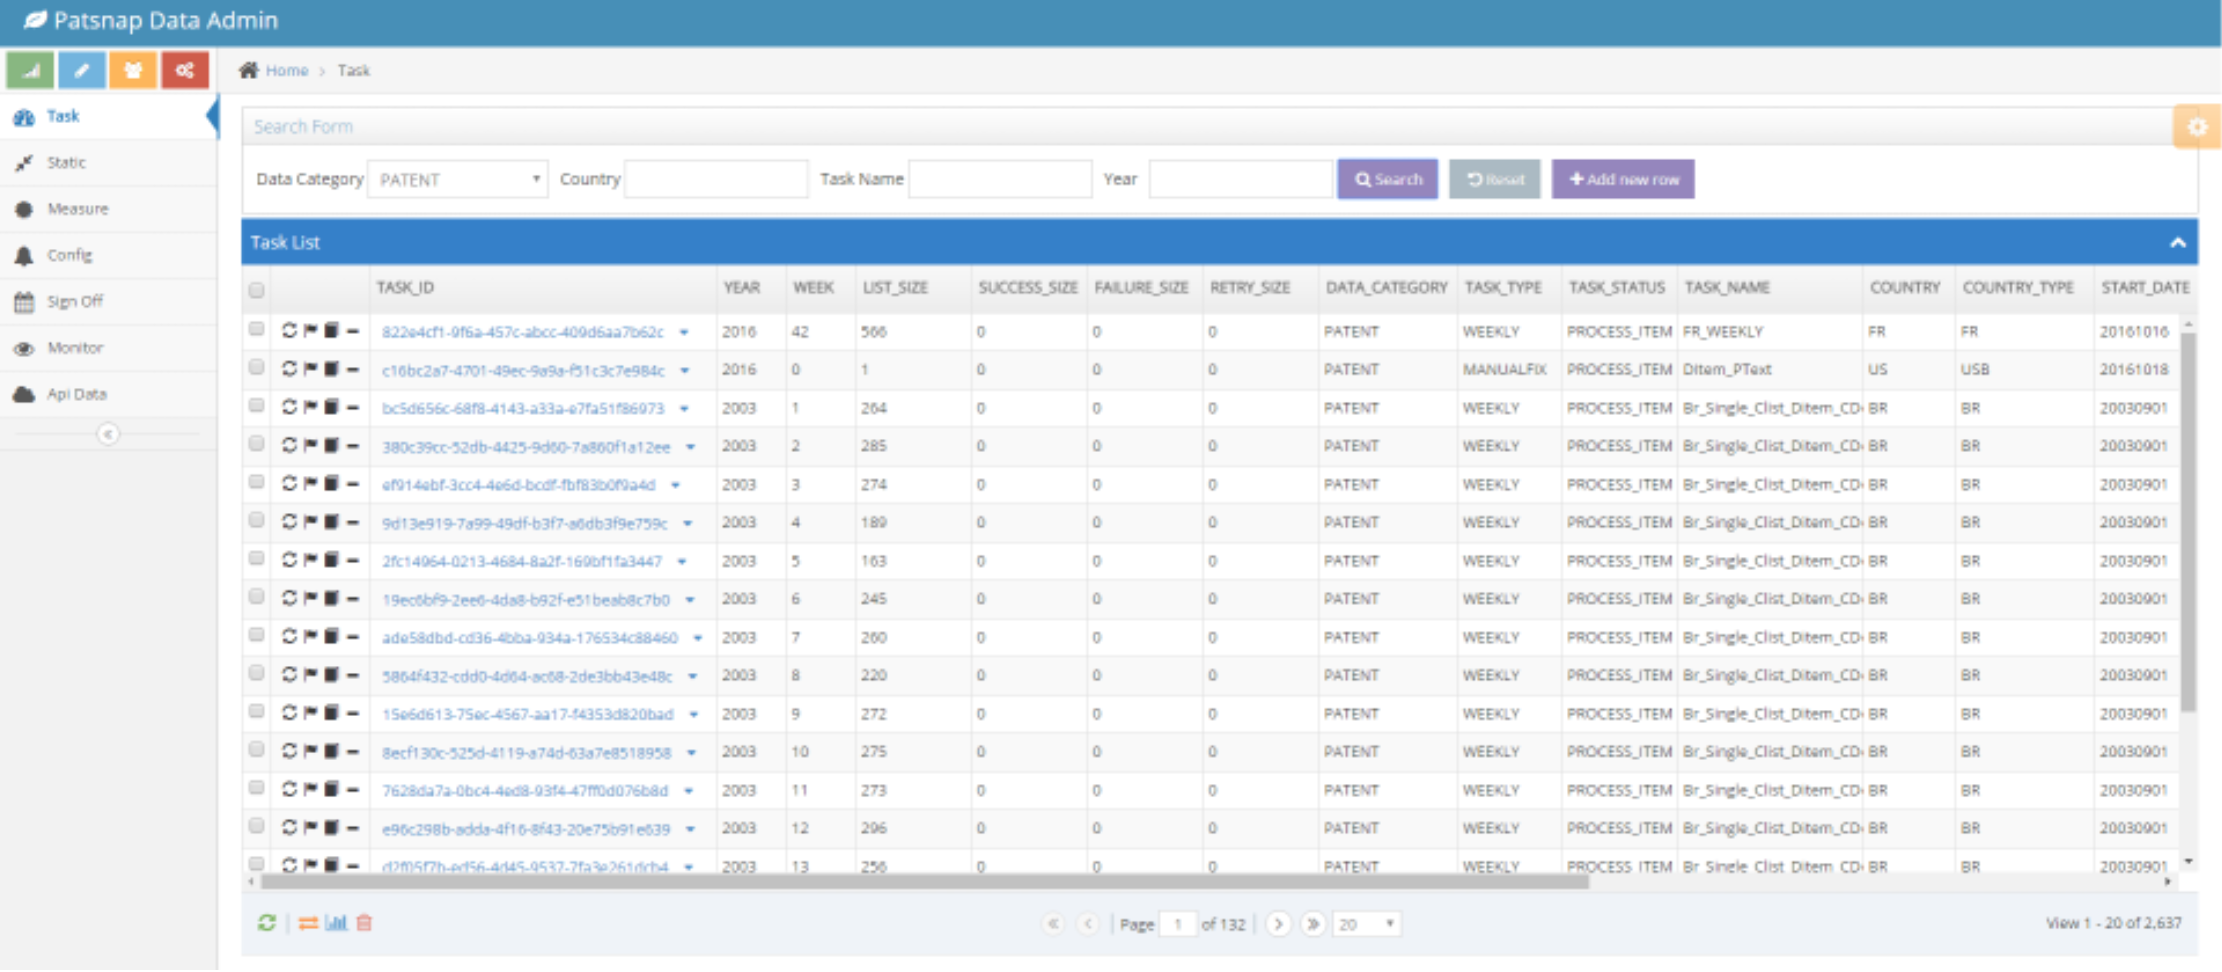 Patsnap Data Admin
Home > Task
Task
Static
Measure
Config
Sign Off
Monitor
Api Data
Search Form
Data Category PATENT Country Task Name Year Search Reset Add new row
Task List
TASK_ID YEAR WEEK LIST_SIZE SUCCESS_SIZE FAILURE_SIZE RETRY_SIZE DATA_CATEGORY TASK_TYPE TASK_STATUS TASK_NAME COUNTRY COUNTRY_TYPE START_DATE
822e4cf1-9f6a-457c-abcc-409d6aa7b62c 2016 42 566 0 0 0 PATENT WEEKLY PROCESS_ITEM FR_WEEKLY FR FR 20161016
c16bc2a7-4701-49ec-9a9a-f51c3c7e984c 2016 0 1 0 0 0 PATENT MANUALFIX PROCESS_ITEM Ditem_PText US USB 20161018
bc5d656c-68f8-4143-a33a-e7fa51f86973 2003 1 264 0 0 0 PATENT WEEKLY PROCESS_ITEM Br_Single_Clist_Ditem_CD BR BR 20030901
380c39cc-52db-4425-9d60-7a860f1a12ee 2003 2 285 0 0 0 PATENT WEEKLY PROCESS_ITEM Br_Single_Clist_Ditem_CD BR BR 20030901
ef914ebf-3cc4-4e6d-bcdf-fbf83b0f9a4d 2003 3 274 0 0 0 PATENT WEEKLY PROCESS_ITEM Br_Single_Clist_Ditem_CD BR BR 20030901
9d13e919-7a99-49df-b3f7-a6db3f9e759c 2003 4 189 0 0 0 PATENT WEEKLY PROCESS_ITEM Br_Single_Clist_Ditem_CD BR BR 20030901
2fc14964-0213-4684-8a2f-169bf1fa3447 2003 5 163 0 0 0 PATENT WEEKLY PROCESS_ITEM Br_Single_Clist_Ditem_CD BR BR 20030901
19ec6bf9-2ee6-4da8-b92f-e51beab8c7b0 2003 6 245 0 0 0 PATENT WEEKLY PROCESS_ITEM Br_Single_Clist_Ditem_CD BR BR 20030901
ade58dbd-cd36-4bba-934a-176534c88460 2003 7 260 0 0 0 PATENT WEEKLY PROCESS_ITEM Br_Single_Clist_Ditem_CD BR BR 20030901
5864f432-cdd0-4d64-ac68-2de3bb43e48c 2003 8 220 0 0 0 PATENT WEEKLY PROCESS_ITEM Br_Single_Clist_Ditem_CD BR BR 20030901
15e6d613-75ec-4567-aa17-f4353d820bad 2003 9 272 0 0 0 PATENT WEEKLY PROCESS_ITEM Br_Single_Clist_Ditem_CD BR BR 20030901
8ecf130c-525d-4119-a74d-63a7e8518958 2003 10 275 0 0 0 PATENT WEEKLY PROCESS_ITEM Br_Single_Clist_Ditem_CD BR BR 20030901
7628da7a-0bc4-4ed8-93f4-47ff0d076b8d 2003 11 273 0 0 0 PATENT WEEKLY PROCESS_ITEM Br_Single_Clist_Ditem_CD BR BR 20030901
e96c298b-adda-4f16-8f43-20e75b91e639 2003 12 296 0 0 0 PATENT WEEKLY PROCESS_ITEM Br_Single_Clist_Ditem_CD BR BR 20030901
d2f05f7b-ed56-4d45-9537-7fa3e261dcb4 2003 13 256 0 0 0 PATENT WEEKLY PROCESS_ITEM Br_Single_Clist_Ditem_CD BR BR 20030901
Page 1 of 132 20 View 1 - 20 of 2,637